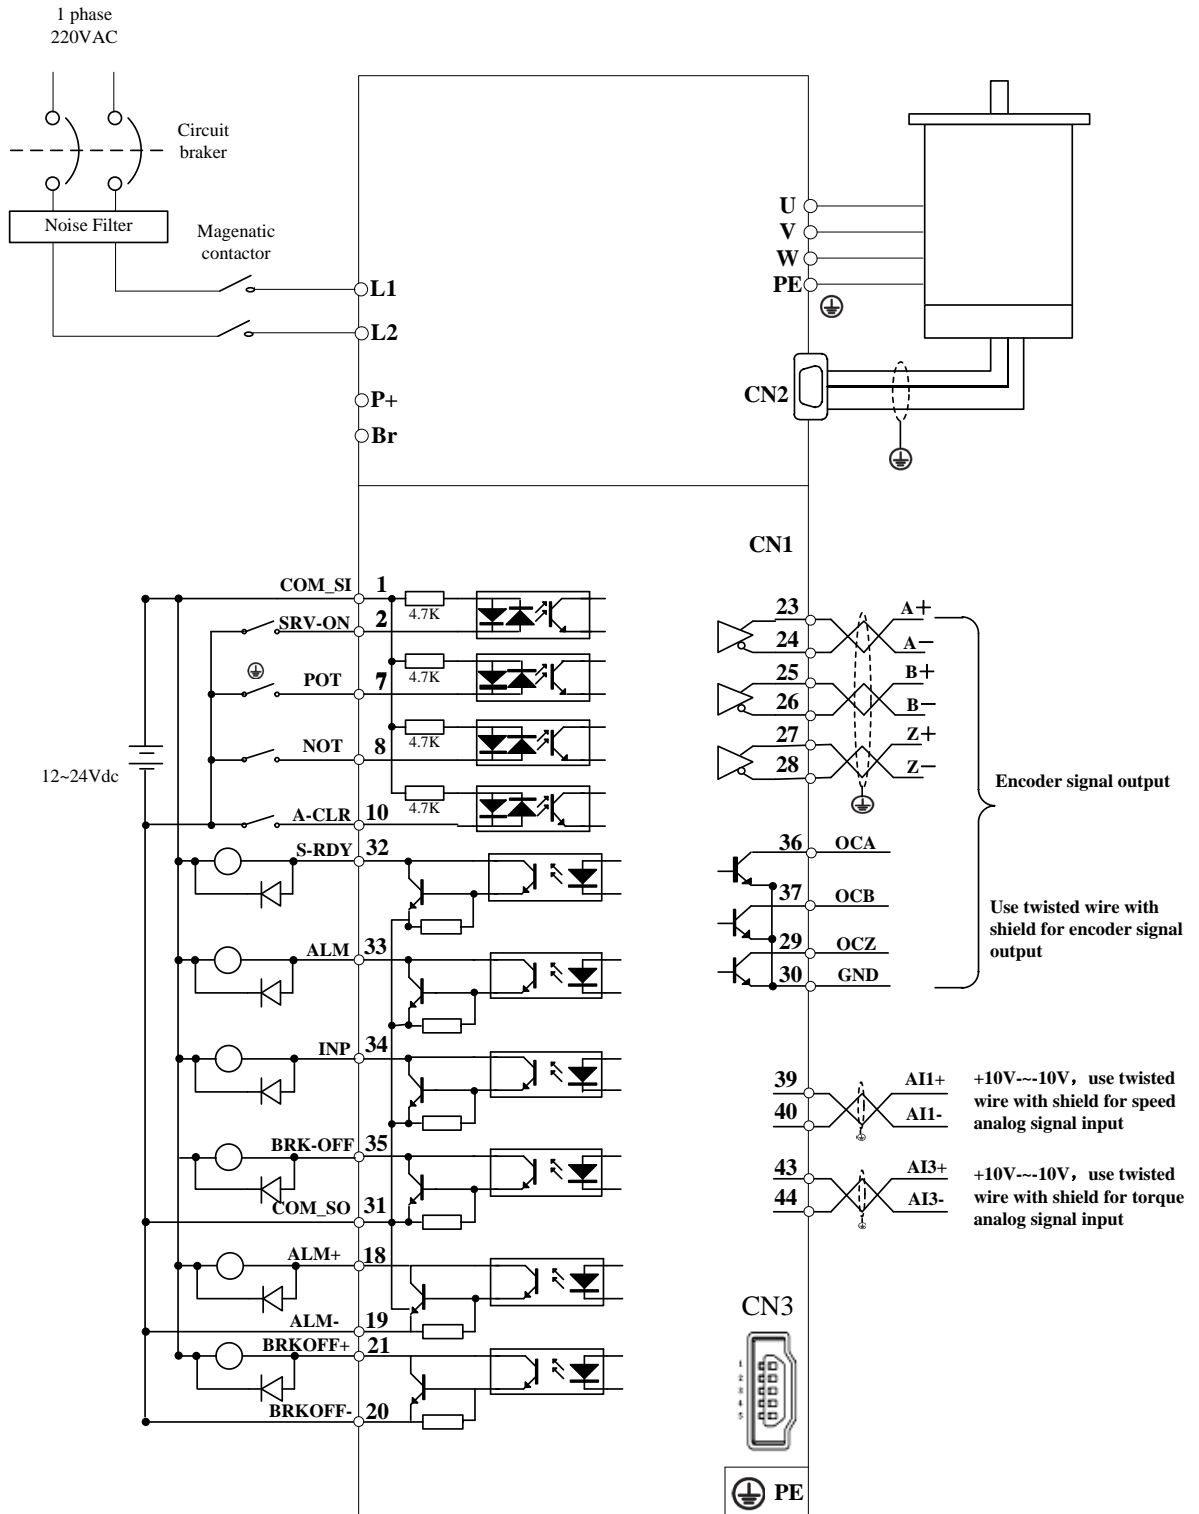 1 phase
220VAC
Circuit
braker
Noise Filter
Magenatic
contactor
L1
L2
P+
Br
U
V
W
PE
CN2
CN1
COM_SI 1
4.7K
SRV-ON 2
POT 7
4.7K
NOT 8
4.7K
12~24Vdc
A-CLR 10
4.7K
S-RDY 32
ALM 33
INP 34
BRK-OFF 35
COM_SO 31
ALM+ 18
ALM- 19
BRKOFF+ 21
BRKOFF- 20
23 A+
24 A-
25 B+
26 B-
27 Z+
28 Z-
Encoder signal output
36 OCA
37 OCB
29 OCZ
30 GND
Use twisted wire with
shield for encoder signal
output
39 AI1+
40 AI1-
+10V-~-10V，use twisted
wire with shield for speed
analog signal input
43 AI3+
44 AI3-
+10V-~-10V，use twisted
wire with shield for torque
analog signal input
CN3
1
2
3
4
5
PE